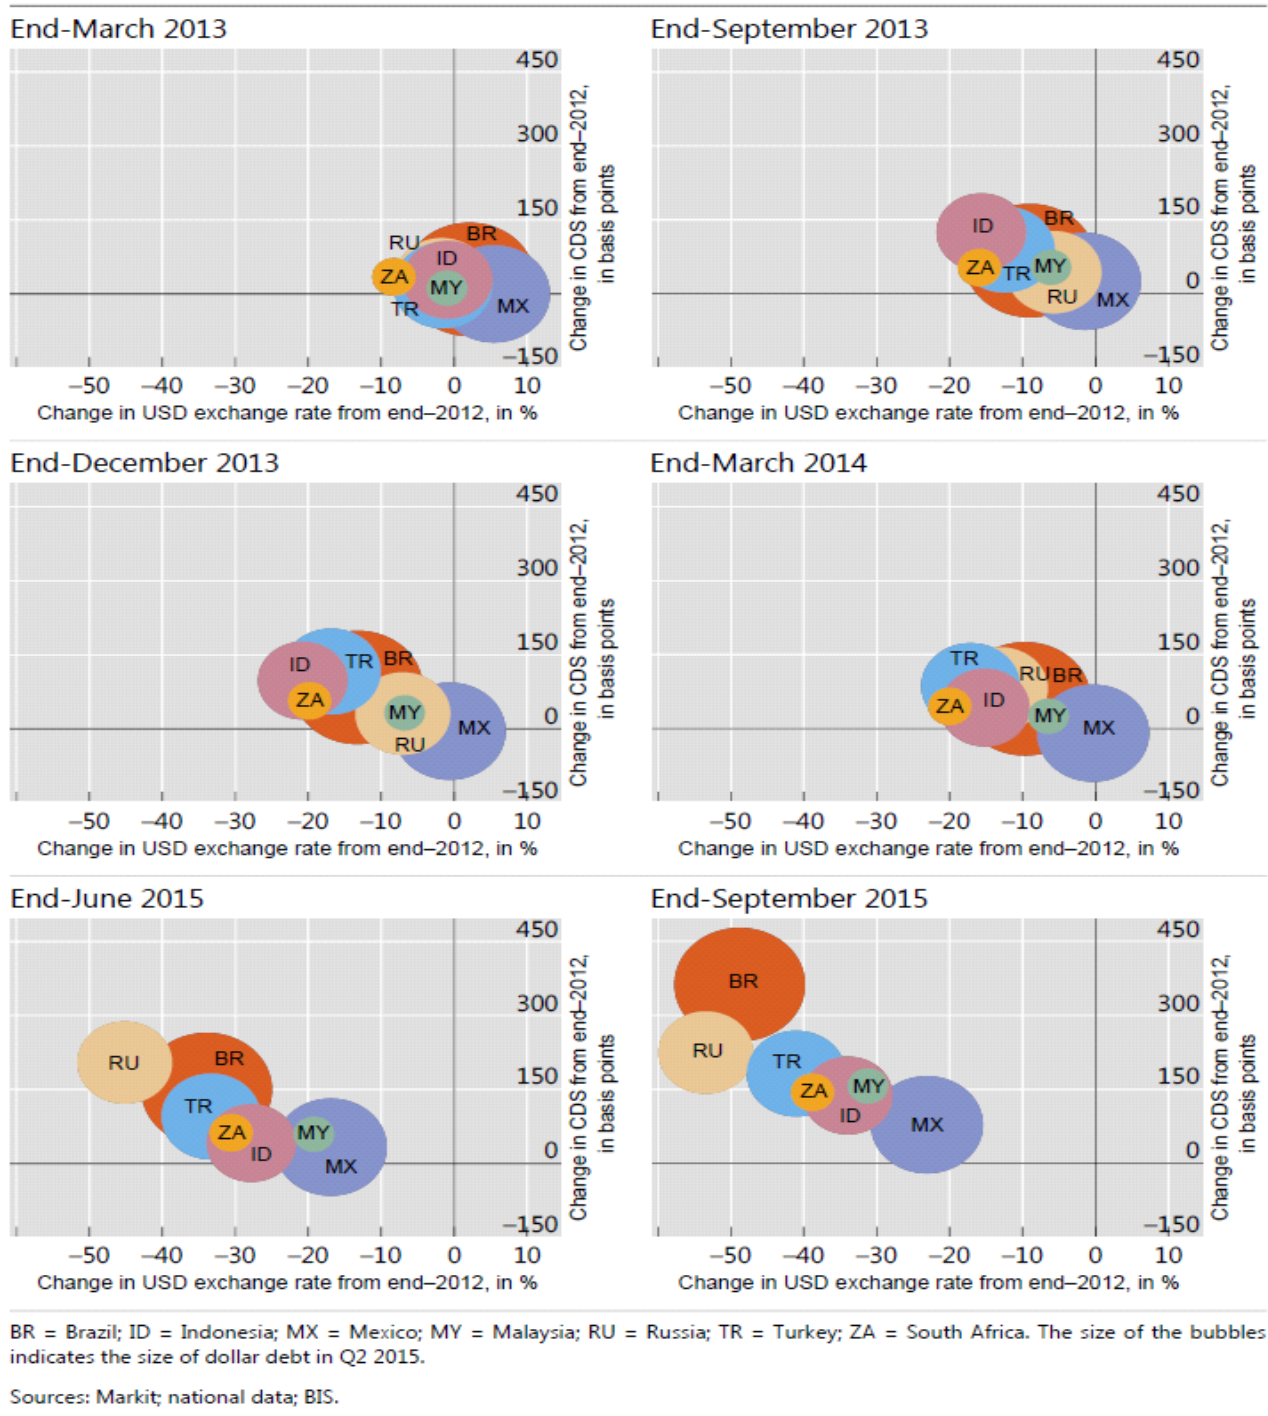 End-March 2013
450
300
150
0
−150
BR
RU
ID
ZA
MY
TR
MX
−50 −40 −30 −20 −10 0 10
Change in USD exchange rate from end–2012, in %
Change in CDS from end–2012,
in basis points
End-September 2013
450
300
150
0
−150
ID
BR
ZA
TR
MY
RU
MX
−50 −40 −30 −20 −10 0 10
Change in USD exchange rate from end–2012, in %
Change in CDS from end–2012,
in basis points
End-December 2013
450
300
150
0
−150
ID
TR
BR
ZA
MY
MX
RU
−50 −40 −30 −20 −10 0 10
Change in USD exchange rate from end–2012, in %
Change in CDS from end–2012,
in basis points
End-March 2014
450
300
150
0
−150
TR
RU
BR
ZA
ID
MY
MX
−50 −40 −30 −20 −10 0 10
Change in USD exchange rate from end–2012, in %
Change in CDS from end–2012,
in basis points
End-June 2015
450
300
150
0
−150
RU
BR
TR
ZA
MY
ID
MX
−50 −40 −30 −20 −10 0 10
Change in USD exchange rate from end–2012, in %
Change in CDS from end–2012,
in basis points
End-September 2015
450
300
150
0
−150
BR
RU
TR
ZA
MY
ID
MX
−50 −40 −30 −20 −10 0 10
Change in USD exchange rate from end–2012, in %
Change in CDS from end–2012,
in basis points
BR = Brazil; ID = Indonesia; MX = Mexico; MY = Malaysia; RU = Russia; TR = Turkey; ZA = South Africa. The size of the bubbles
indicates the size of dollar debt in Q2 2015.
Sources: Markit; national data; BIS.